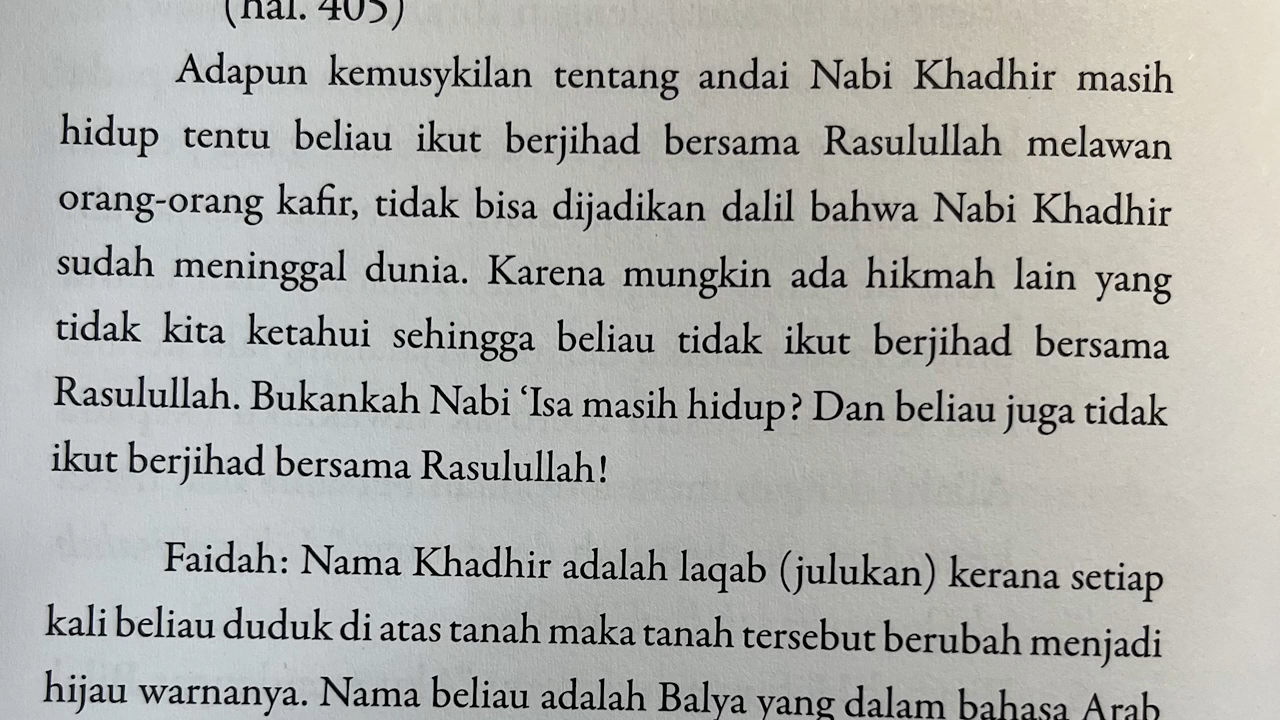 (hal. 405)
Adapun kemusykilan tentang andai Nabi Khadhir masih
hidup tentu beliau ikut berjihad bersama Rasulullah melawan
orang-orang kafir, tidak bisa dijadikan dalil bahwa Nabi Khadhir
sudah meninggal dunia. Karena mungkin ada hikmah lain yang
tidak kita ketahui sehingga beliau tidak ikut berjihad bersama
Rasulullah. Bukankah Nabi ‘Isa masih hidup? Dan beliau juga tidak
ikut berjihad bersama Rasulullah!
Faidah: Nama Khadhir adalah laqab (julukan) kerana setiap
kali beliau duduk di atas tanah maka tanah tersebut berubah menjadi
hijau warnanya. Nama beliau adalah Balya yang dalam bahasa Arab